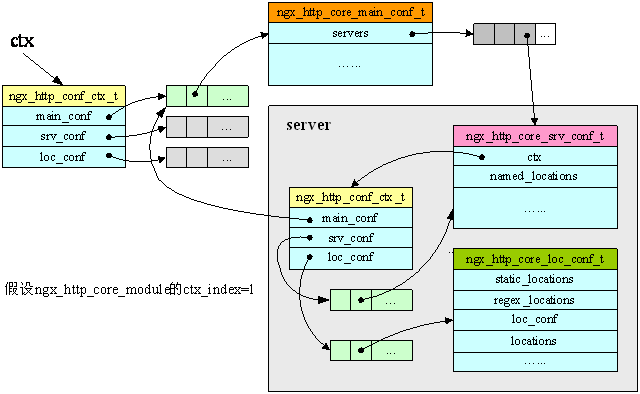 ngx_http_core_main_conf_t
servers
……
...
ctx
ngx_http_conf_ctx_t
main_conf
srv_conf
loc_conf
...
...
...
server
ngx_http_core_srv_conf_t
ctx
named_locations
……
ngx_http_conf_ctx_t
main_conf
srv_conf
loc_conf
...
...
ngx_http_core_loc_conf_t
static_locations
regex_locations
loc_conf
locations
……
假设ngx_http_core_module的ctx_index=1